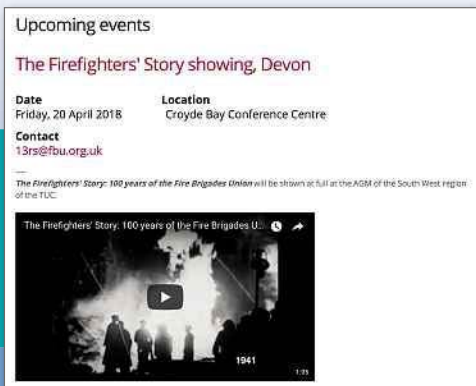 Upcoming events
The Firefighters' Story showing, Devon
Date Location
Friday, 20 April 2018 Croyde Bay Conference Centre
Contact
13rs@fbu.org.uk
The Firefighters' Story: 100 years of the Fire Brigades Union will be shown at full at the AGM of the South West region
of the TUC.
The Firefighters' Story: 100 years of the Fire Brigades U...
1941
1:35